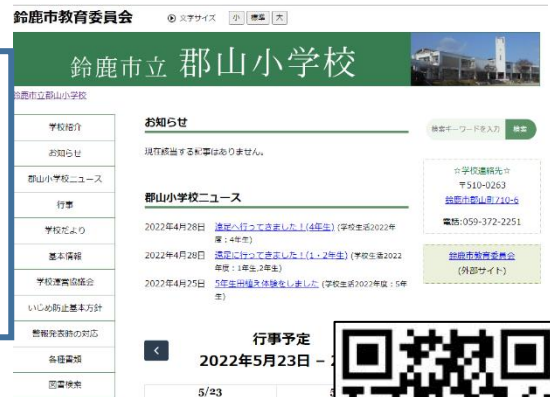 鈴鹿市教育委員会
文字サイズ 小 標準 大
鈴鹿市立 郡山小学校
鈴鹿市立郡山小学校
学校紹介
お知らせ
郡山小学校ニュース
行事
学校だより
基本情報
学校運営協議会
いじめ防止基本方針
警報発表時の対応
各種書類
図書検索
お知らせ
現在該当する記事はありません。
郡山小学校ニュース
2022年4月28日 遠足へ行ってきました！(4年生) (学校生活2022年
度：4年生)
2022年4月28日 遠足に行ってきました！(1・2年生) (学校生活2022
年度：1年生,2年生)
2022年4月25日 5年生田植え体験をしました (学校生活2022年度：5年
生)
行事予定
2022年5月23日 –
5/23
検索キーワードを入力 検索
☆学校連絡先☆
〒510-0263
鈴鹿市郡山町710-6
電話:059-372-2251
鈴鹿市教育委員会
(外部サイト)